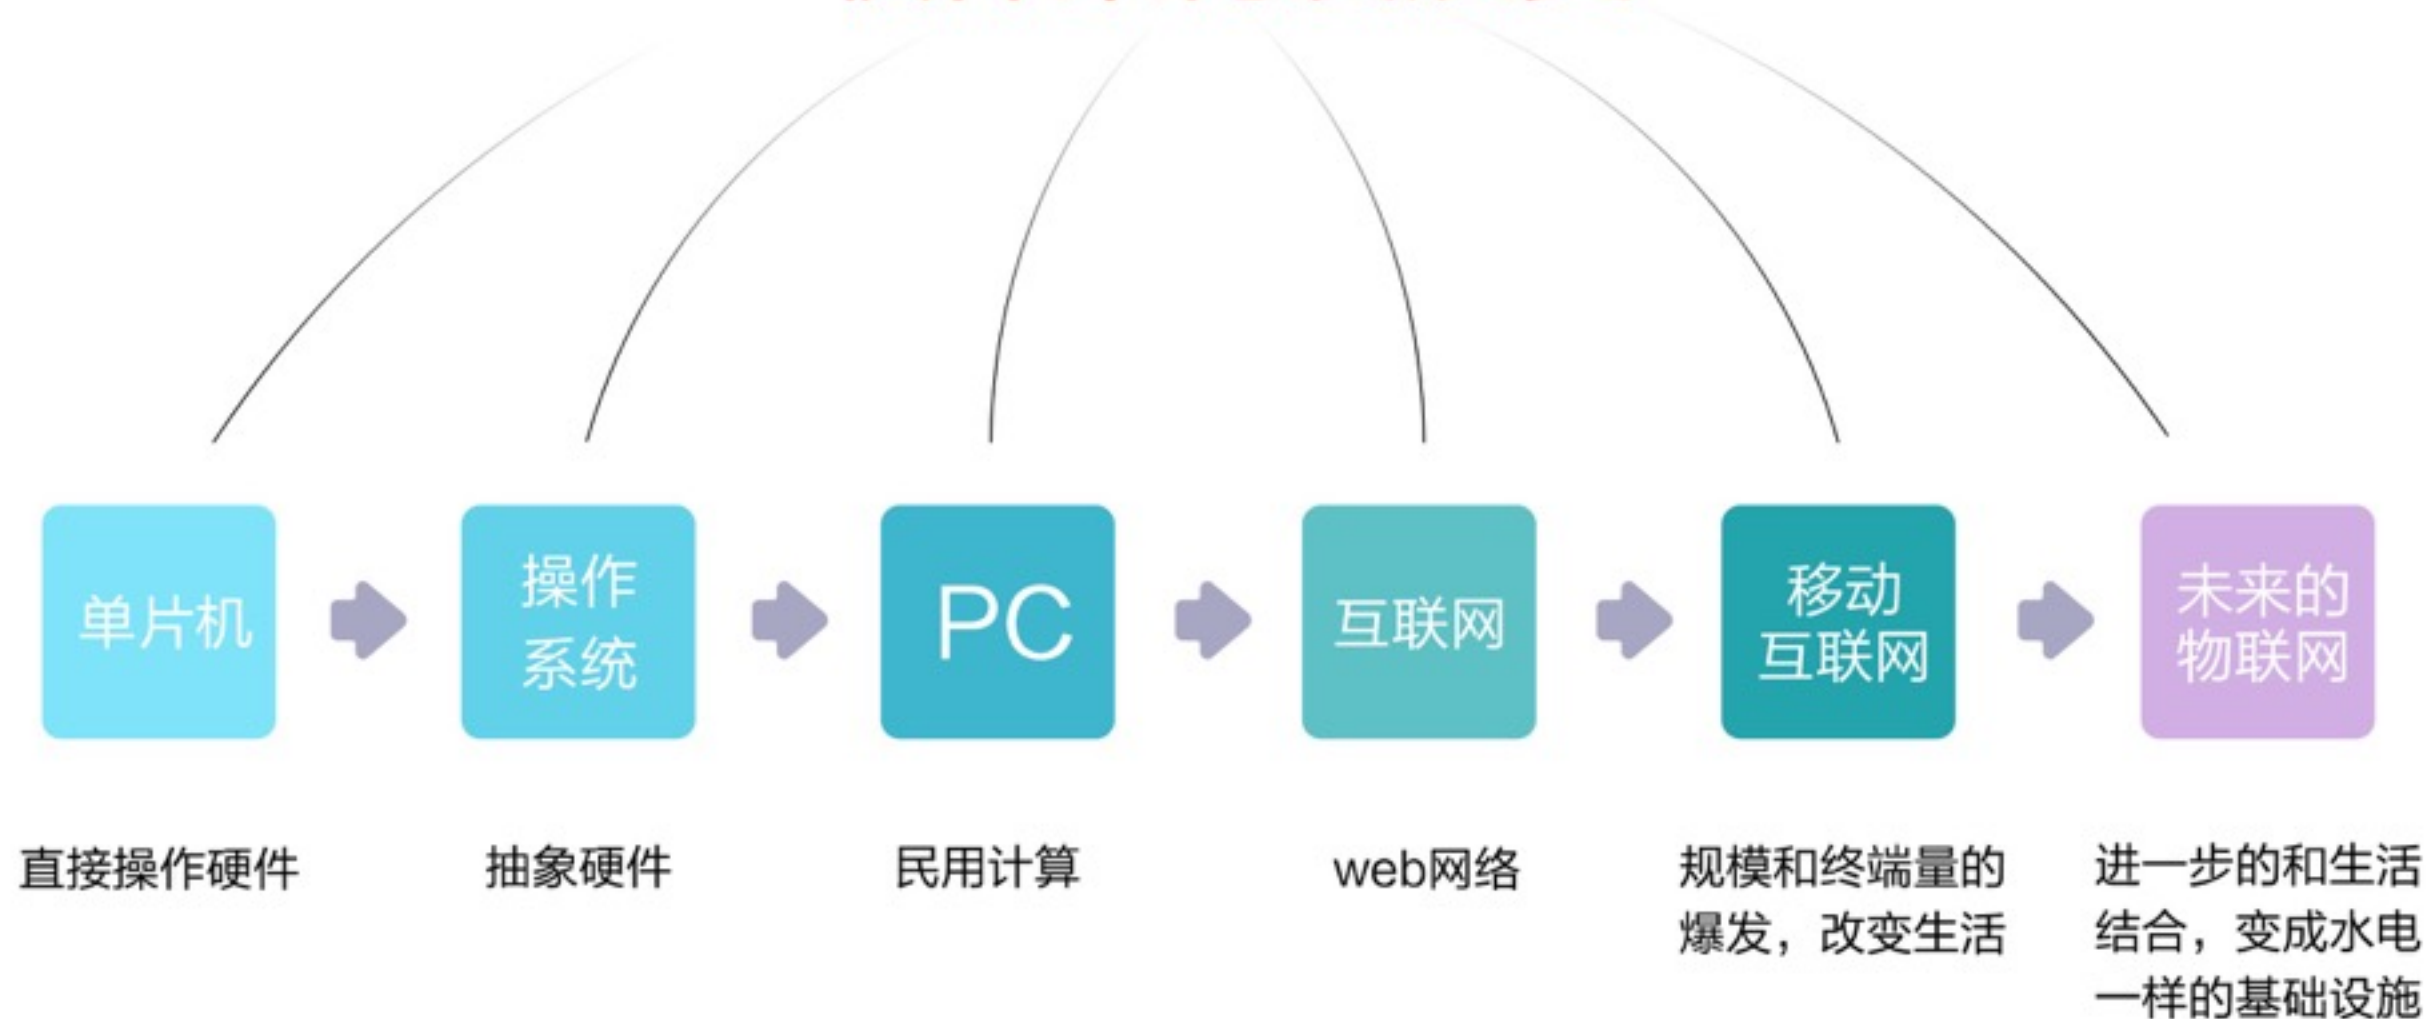 单片机
操作
系统
PC
互联网
移动
互联网
未来的
物联网
直接操作硬件
抽象硬件
民用计算
web网络
规模和终端量的
爆发，改变生活
进一步的和生活
结合，变成水电
一样的基础设施